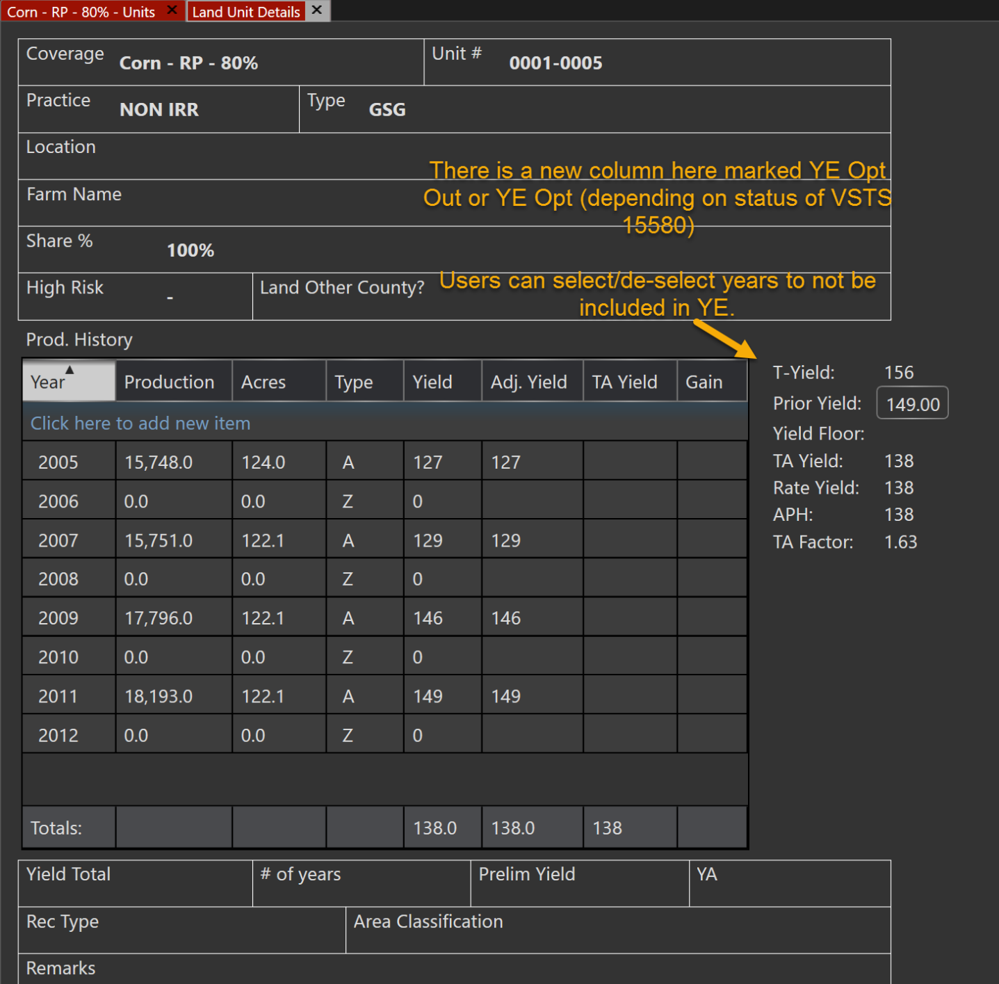 Corn - RP - 80% - Units ✕ Land Unit Details ✕
Coverage Corn - RP - 80% Unit # 0001-0005
Practice NON IRR Type GSG
Location
There is a new column here marked YE Opt
Farm Name
Out or YE Opt (depending on status of VSTS
15580)
Share % 100%
High Risk - Land Other County?
Users can select/de-select years to not be
included in YE.
Prod. History
Year Production Acres Type Yield Adj. Yield TA Yield Gain
Click here to add new item
2005 15,748.0 124.0 A 127 127
2006 0.0 0.0 Z 0
2007 15,751.0 122.1 A 129 129
2008 0.0 0.0 Z 0
2009 17,796.0 122.1 A 146 146
2010 0.0 0.0 Z 0
2011 18,193.0 122.1 A 149 149
2012 0.0 0.0 Z 0
Totals: 138.0 138.0 138
T-Yield: 156
Prior Yield: 149.00
Yield Floor:
TA Yield: 138
Rate Yield: 138
APH: 138
TA Factor: 1.63
Yield Total # of years Prelim Yield YA
Rec Type Area Classification
Remarks